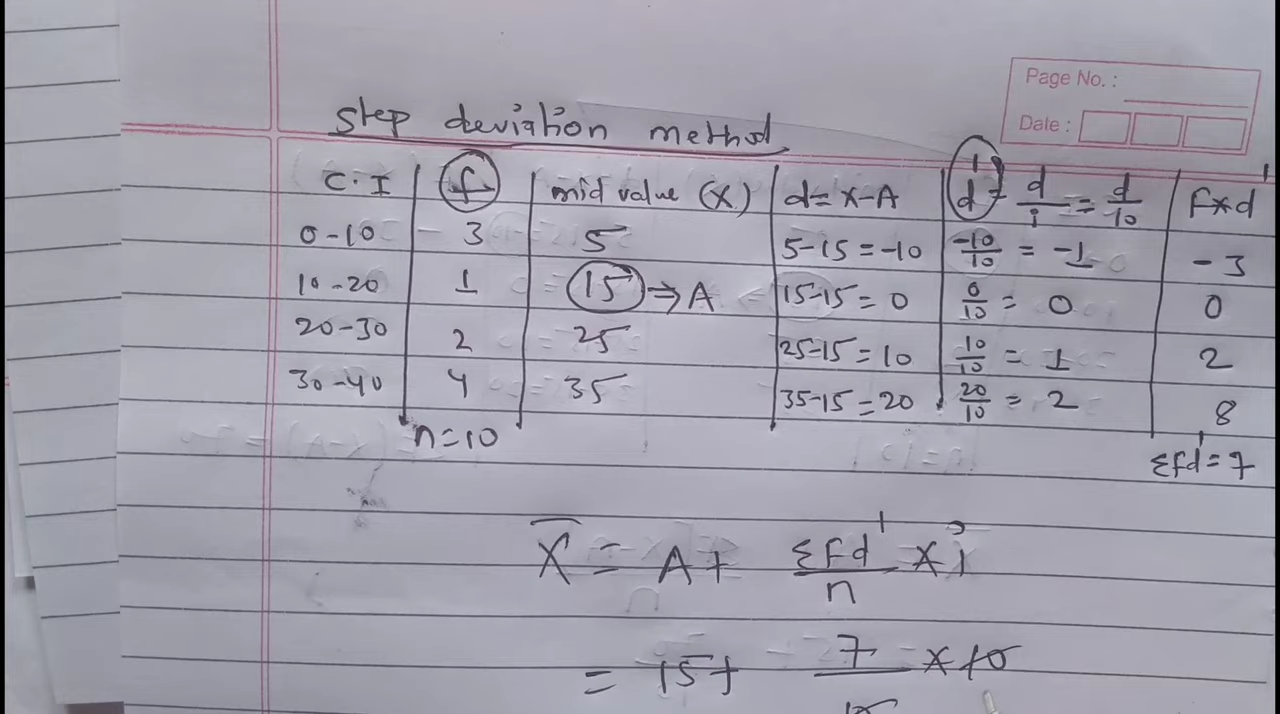 Page No. :
Date :
step deviation method
C.I f mid value (X) d=X-A d'= d/i = d/10 f×d'
0-10 3 5 5-15=-10 -10/10 = -1 -3
10-20 1 15 → A 15-15=0 0/10 = 0 0
20-30 2 25 25-15=10 10/10 = 1 2
30-40 4 35 35-15=20 20/10 = 2 8
n=10
Σfd'=7
X̄ = A+ Σfd'/n × i
= 15+ 7/10 × 10